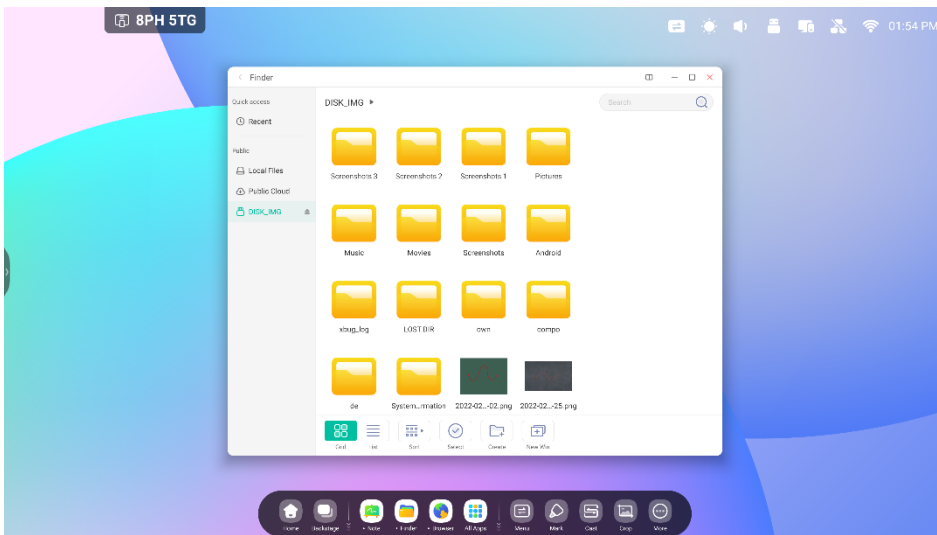 8PH 5TG
01:54 PM
Finder
Quick access
Recent
Public
Local Files
Public Cloud
DISK_IMG
DISK_IMG
Search
Screenshots 3 Screenshots 2 Screenshots 1 Pictures
Music Movies Screenshots Android
xbug_log LOST.DIR own compo
de System...rmation 2022-02...-02.png 2022-02...-25.png
Grid List Sort Select Create New Win
Home Backstage Note Finder Browser All Apps Menu Mark Cast Crop More